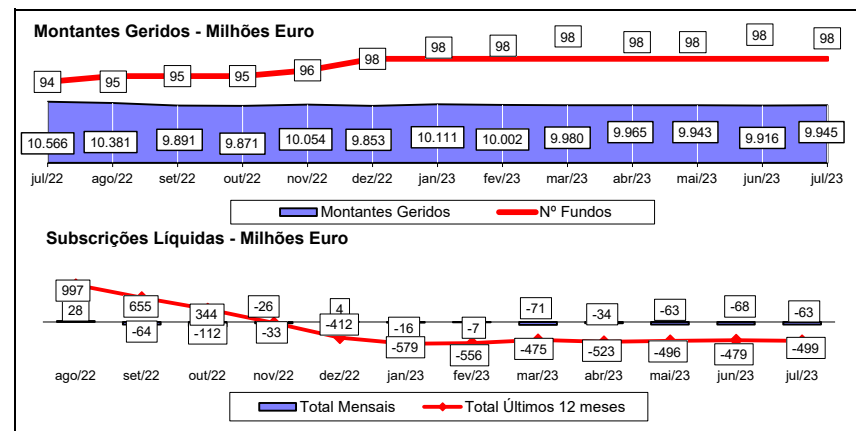 Montantes Geridos - Milhões Euro
94 95 95 95 96 98 98 98 98 98 98 98 98
10.566 10.381 9.891 9.871 10.054 9.853 10.111 10.002 9.980 9.965 9.943 9.916 9.945
jul/22 ago/22 set/22 out/22 nov/22 dez/22 jan/23 fev/23 mar/23 abr/23 mai/23 jun/23 jul/23
Montantes Geridos Nº Fundos
Subscrições Líquidas - Milhões Euro
997 655 344 -26 4 -16 -7 -71 -34 -63 -68 -63
28 -64 -112 -33 -412 -579 -556 -475 -523 -496 -479 -499
ago/22 set/22 out/22 nov/22 dez/22 jan/23 fev/23 mar/23 abr/23 mai/23 jun/23 jul/23
Total Mensais Total Últimos 12 meses